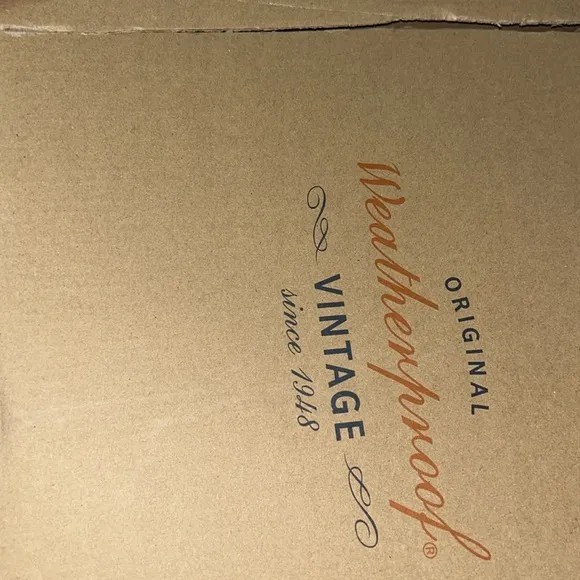 ORIGINAL
Weatherproof®
VINTAGE
since 1948